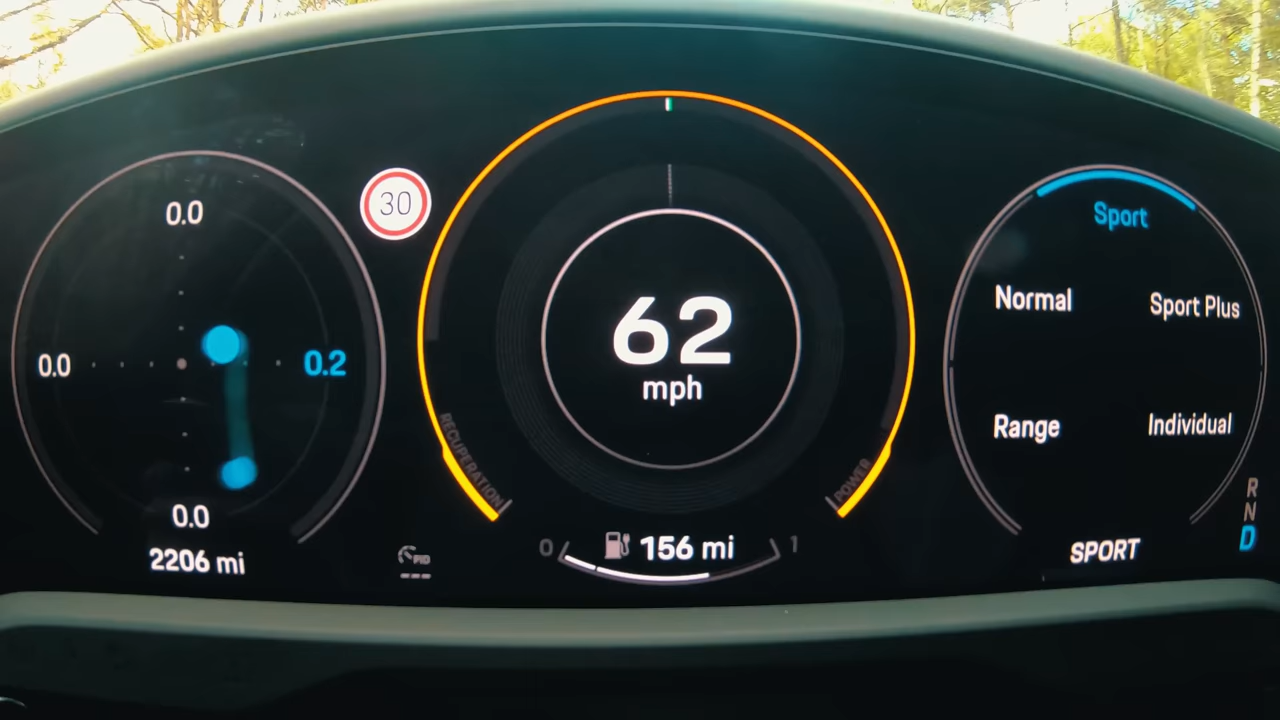 0.0
0.0
0.2
0.0
2206 mi
30
62
mph
RECUPERATION
POWER
PID
---
0
156 mi
1
Sport
Normal
Sport Plus
Range
Individual
SPORT
R
N
D